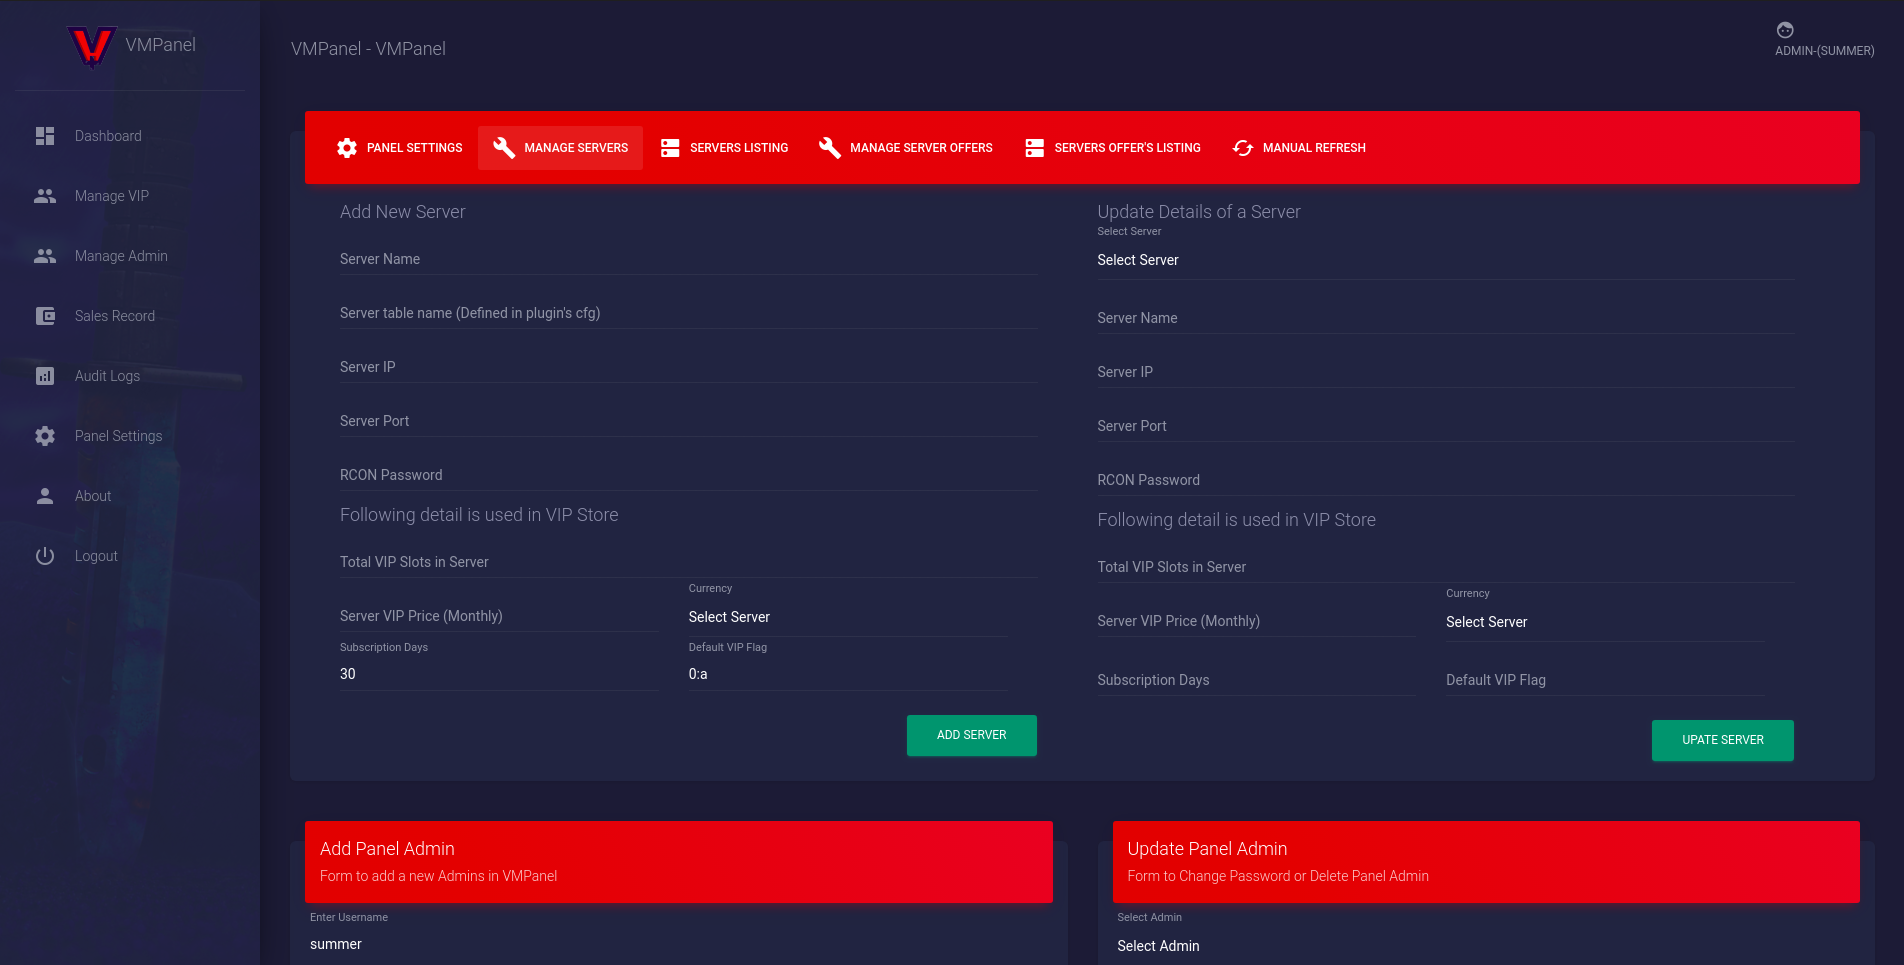 VMPanel
Dashboard
Manage VIP
Manage Admin
Sales Record
Audit Logs
Panel Settings
About
Logout
VMPanel - VMPanel
ADMIN-(SUMMER)
PANEL SETTINGS
MANAGE SERVERS
SERVERS LISTING
MANAGE SERVER OFFERS
SERVERS OFFER'S LISTING
MANUAL REFRESH
Add New Server
Server Name
Server table name (Defined in plugin's cfg)
Server IP
Server Port
RCON Password
Following detail is used in VIP Store
Total VIP Slots in Server
Server VIP Price (Monthly)
Currency
Select Server
Subscription Days
30
Default VIP Flag
0:a
ADD SERVER
Update Details of a Server
Select Server
Select Server
Server Name
Server IP
Server Port
RCON Password
Following detail is used in VIP Store
Total VIP Slots in Server
Server VIP Price (Monthly)
Currency
Select Server
Subscription Days
Default VIP Flag
UPATE SERVER
Add Panel Admin
Form to add a new Admins in VMPanel
Enter Username
summer
Update Panel Admin
Form to Change Password or Delete Panel Admin
Select Admin
Select Admin